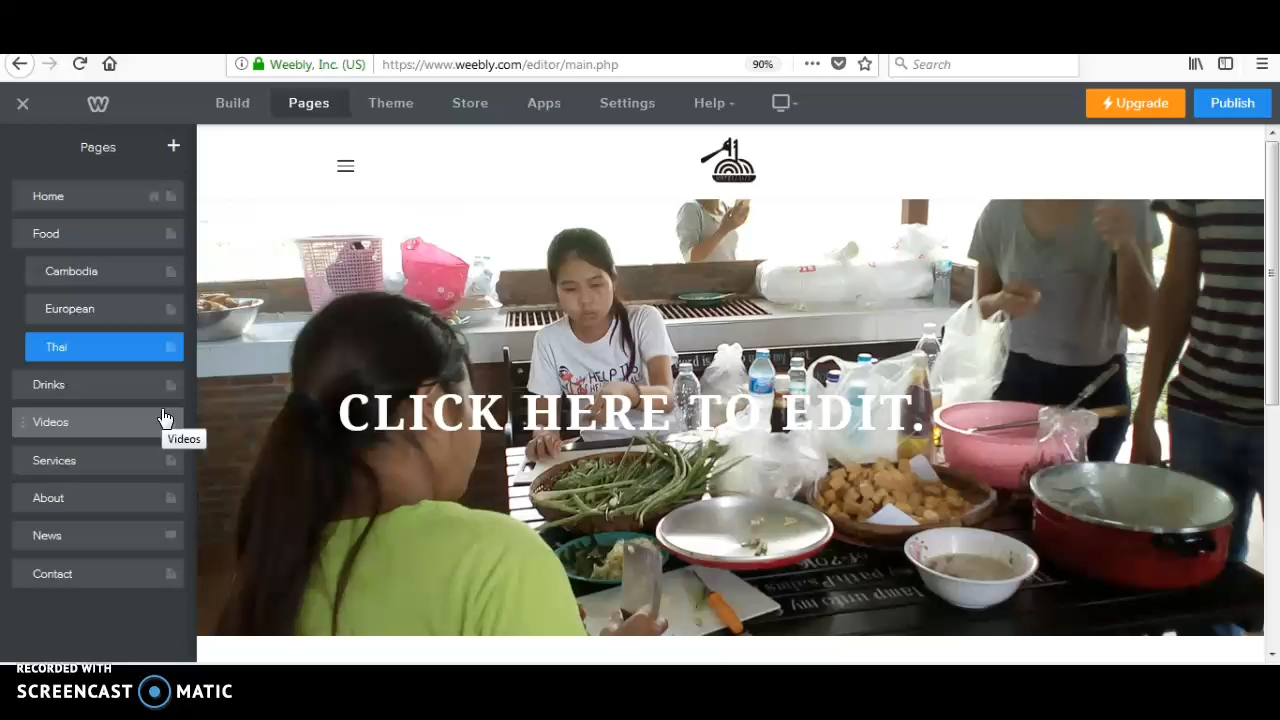 Weebly, Inc. (US)
https://www.weebly.com/editor/main.php
90%
Search
Build
Pages
Theme
Store
Apps
Settings
Help
Upgrade
Publish
Pages
Home
Food
Cambodia
European
Thai
Drinks
Videos
Videos
Services
About
News
Contact
213
HELP
CLICK HERE TO EDIT.
RECORDED WITH
SCREENCAST MATIC